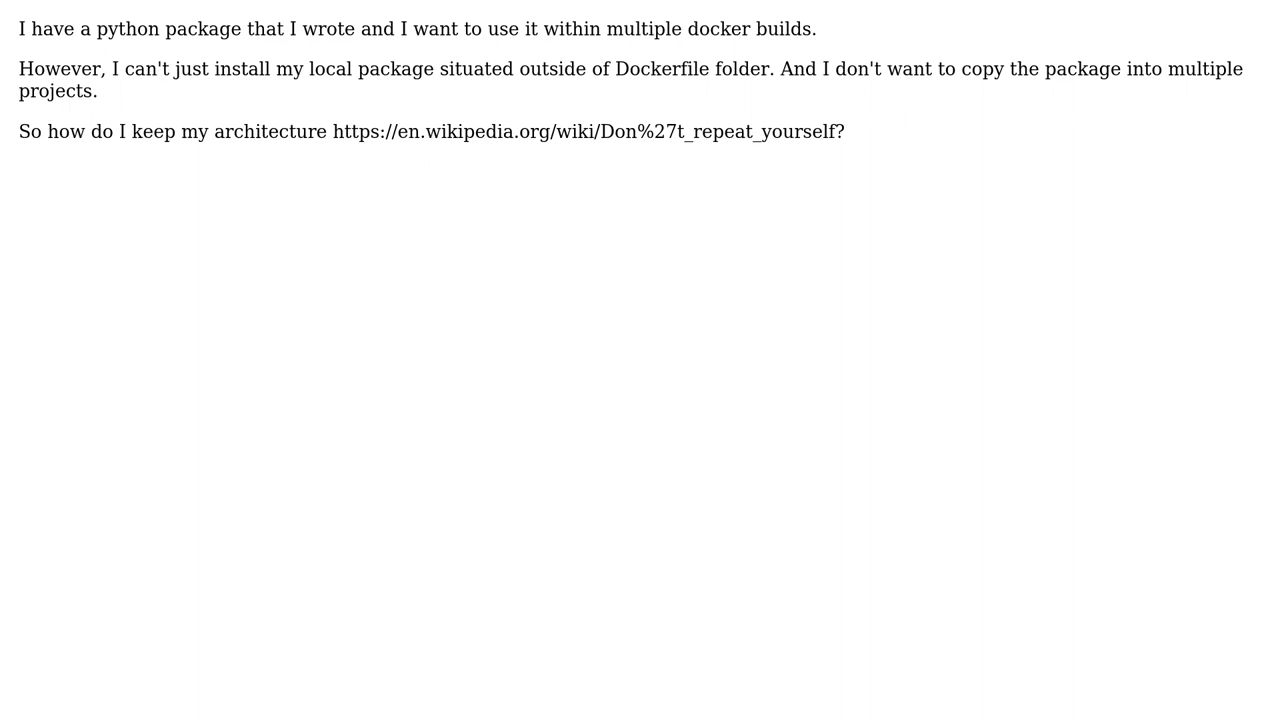 I have a python package that I wrote and I want to use it within multiple docker builds.
However, I can't just install my local package situated outside of Dockerfile folder. And I don't want to copy the package into multiple
projects.
So how do I keep my architecture https://en.wikipedia.org/wiki/Don%27t_repeat_yourself?